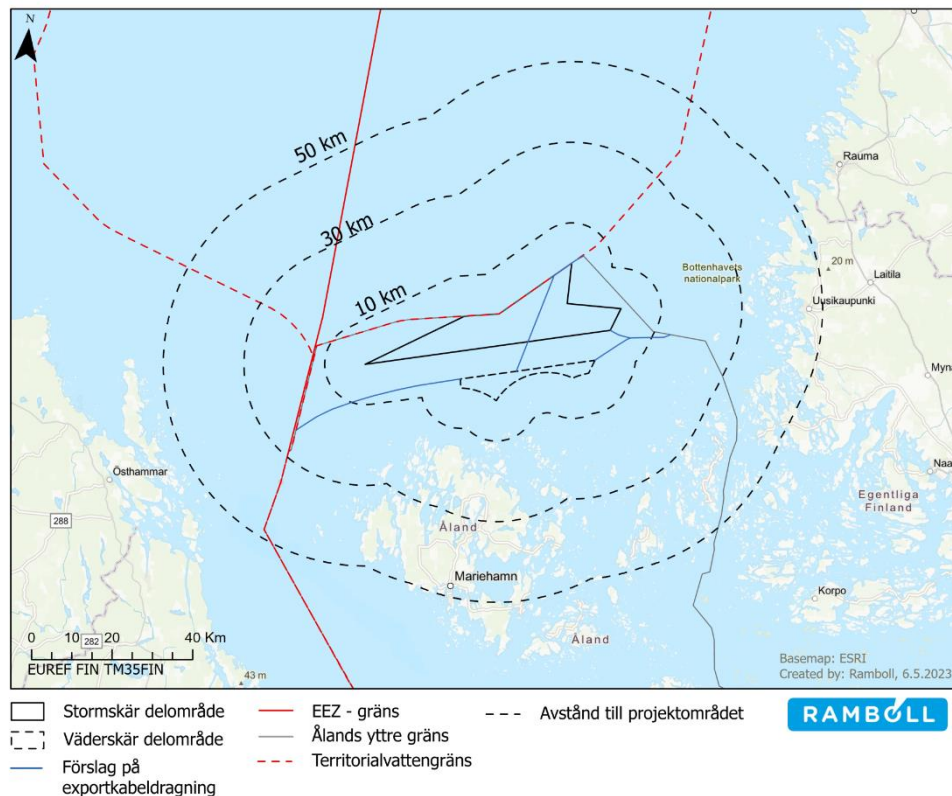 N
50 km
30 km
10 km
Rauma
Bottenhavets
nationalpark
20 m
Laitila
Uusikaupunki
Myna
Naa
Östhammar
288
Egentliga
Finland
Åland
Mariehamn
Korpo
Åland
282
43 m
0 10 20 40 Km
EUREF FIN TM35FIN
Basemap: ESRI
Created by: Ramboll, 6.5.2023
Stormskär delområde
Väderskär delområde
Förslag på
exportkabeldragning
EEZ - gräns
Ålands yttre gräns
Territorialvattengräns
Avstånd till projektområdet
RAMBOLL